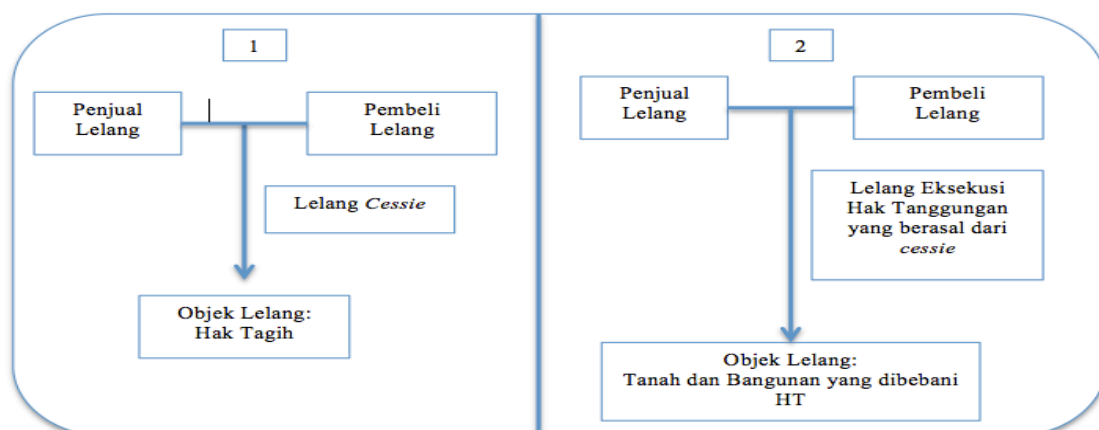 1
Penjual
Lelang
Pembeli
Lelang
Lelang Cessie
Objek Lelang:
Hak Tagih
2
Penjual
Lelang
Pembeli
Lelang
Lelang Eksekusi
Hak Tanggungan
yang berasal dari
cessie
Objek Lelang:
Tanah dan Bangunan yang dibebani
HT